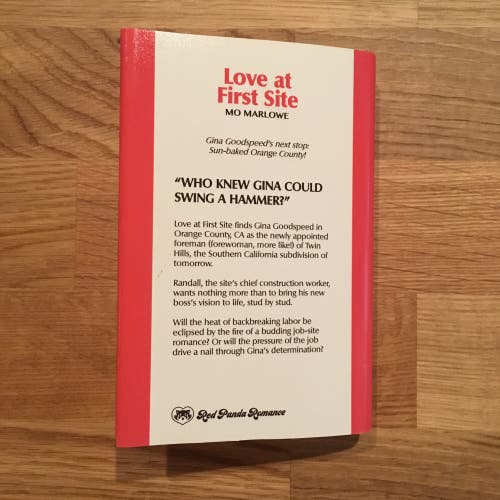 Love at
First Site
MO MARLOWE
Gina Goodspeed's next stop:
Sun-baked Orange County!
“WHO KNEW GINA COULD
SWING A HAMMER?”
Love at First Site finds Gina Goodspeed in
Orange County, CA as the newly appointed
foreman (forewoman, more like!) of Twin
Hills, the Southern California subdivision of
tomorrow.
Randall, the site's chief construction worker,
wants nothing more than to bring his new
boss's vision to life, stud by stud.
Will the heat of backbreaking labor be
eclipsed by the fire of a budding job-site
romance? Or will the pressure of the job
drive a nail through Gina's determination?
Red Panda Romance